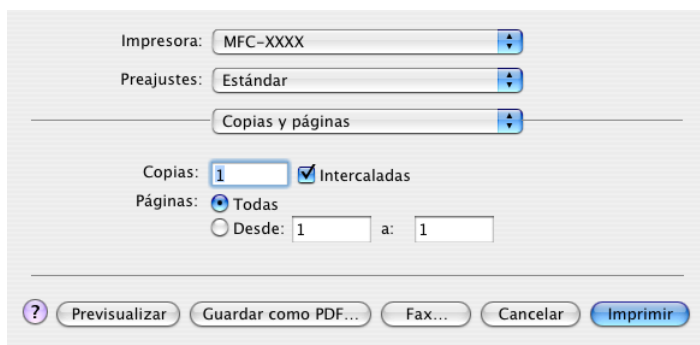 Impresora: MFC-XXXX
Preajustes: Estándar
Copias y páginas
Copias: 1 Intercaladas
Páginas: Todas
Desde: 1 a: 1
? Previsualizar Guardar como PDF... Fax... Cancelar Imprimir